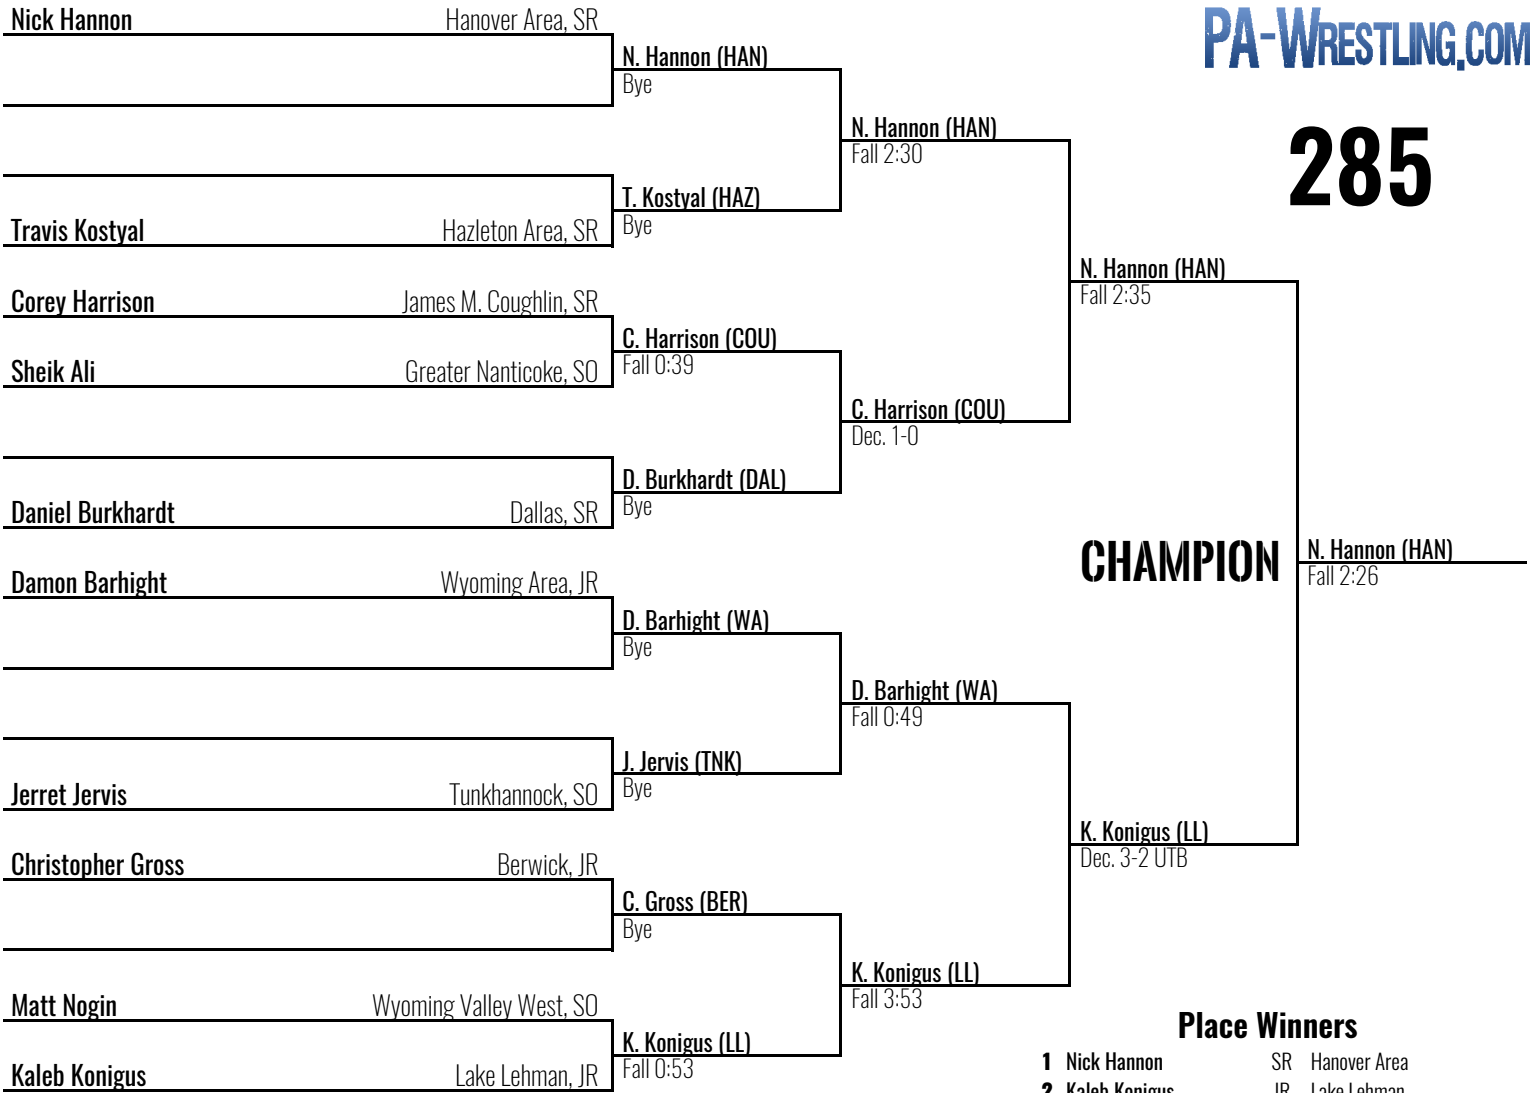 PA-WRESTLING.COM
285
Nick Hannon Hanover Area, SR
N. Hannon (HAN)
Bye
N. Hannon (HAN)
Fall 2:30
T. Kostyal (HAZ)
Bye
Travis Kostyal Hazleton Area, SR
N. Hannon (HAN)
Fall 2:35
Corey Harrison James M. Coughlin, SR
C. Harrison (COU)
Fall 0:39
Sheik Ali Greater Nanticoke, SO
C. Harrison (COU)
Dec. 1-0
D. Burkhardt (DAL)
Bye
Daniel Burkhardt Dallas, SR
CHAMPION
N. Hannon (HAN)
Fall 2:26
Damon Barhight Wyoming Area, JR
D. Barhight (WA)
Bye
D. Barhight (WA)
Fall 0:49
J. Jervis (TNK)
Bye
Jerret Jervis Tunkhannock, SO
K. Konigus (LL)
Dec. 3-2 UTB
Christopher Gross Berwick, JR
C. Gross (BER)
Bye
K. Konigus (LL)
Fall 3:53
Matt Nogin Wyoming Valley West, SO
K. Konigus (LL)
Fall 0:53
Kaleb Konigus Lake Lehman, JR
Place Winners
1 Nick Hannon SR Hanover Area
2 Kaleb Konigus JR Lake Lehman